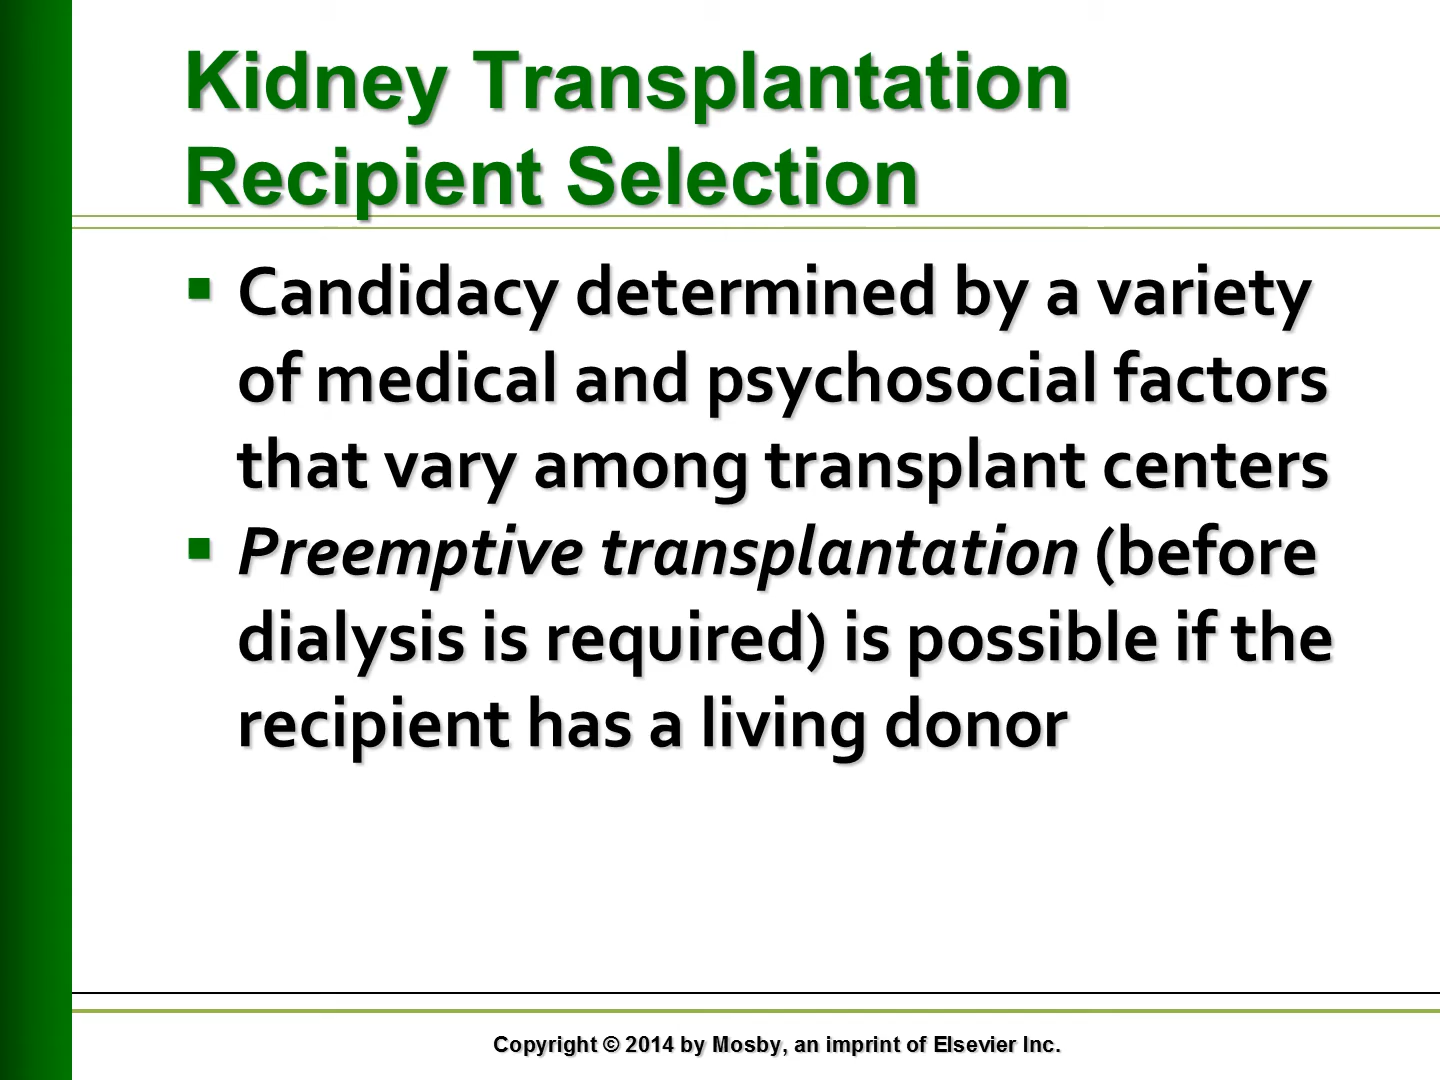 Kidney Transplantation
Recipient Selection
▪ Candidacy determined by a variety
of medical and psychosocial factors
that vary among transplant centers
▪ Preemptive transplantation (before
dialysis is required) is possible if the
recipient has a living donor
Copyright © 2014 by Mosby, an imprint of Elsevier Inc.